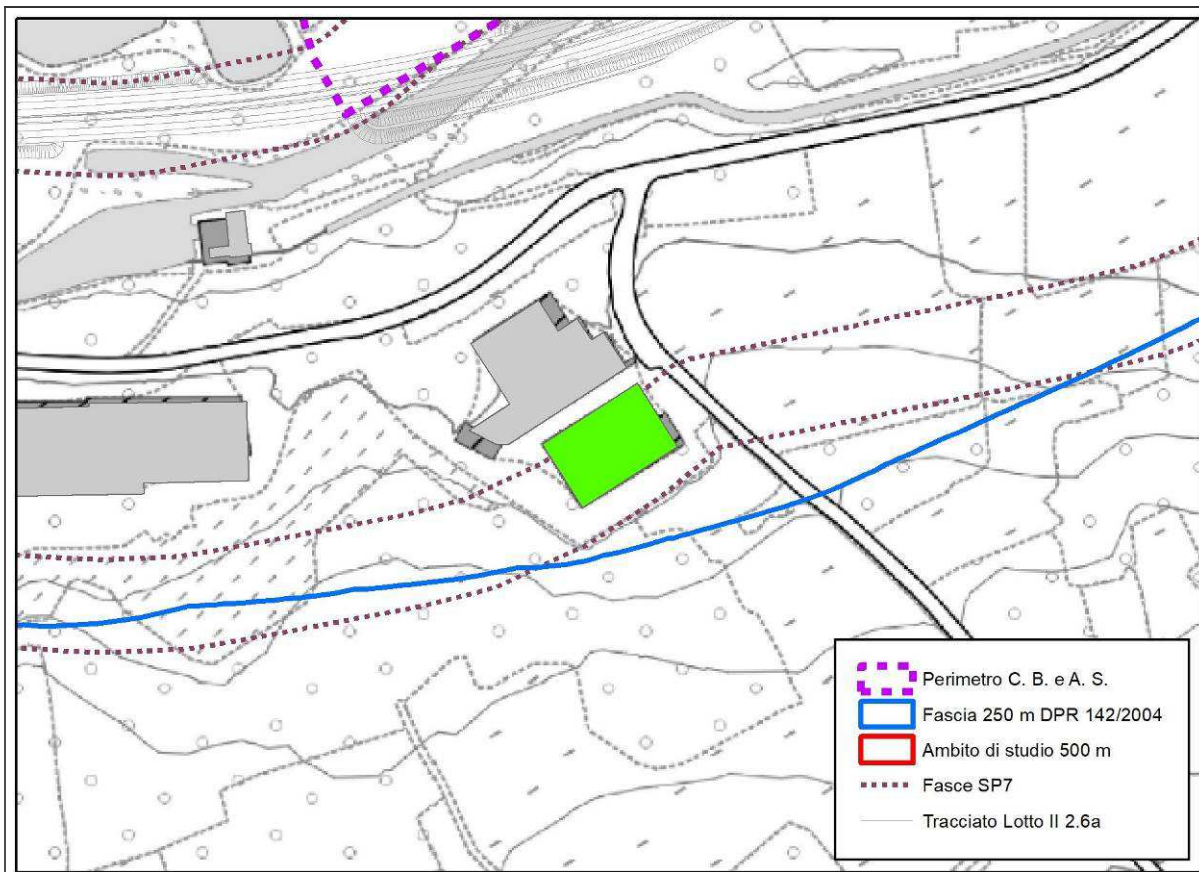 Perimetro C. B. e A. S.
Fascia 250 m DPR 142/2004
Ambito di studio 500 m
Fasce SP7
Tracciato Lotto II 2.6a